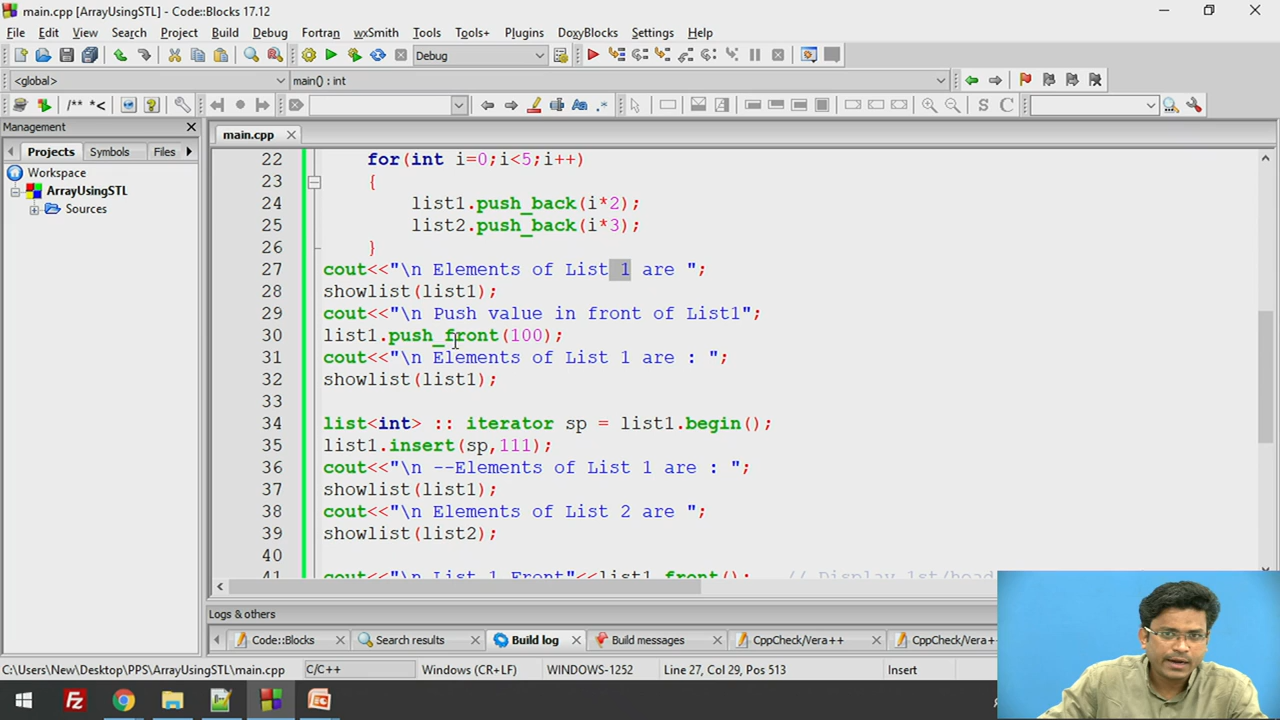 main.cpp [ArrayUsingSTL] - Code::Blocks 17.12
File Edit View Search Project Build Debug Fortran wxSmith Tools Tools+ Plugins DoxyBlocks Settings Help
Debug
<global> main() : int
/** *<
Management
Projects Symbols Files
Workspace
ArrayUsingSTL
Sources
main.cpp
22 for(int i=0;i<5;i++)
23 {
24 list1.push_back(i*2);
25 list2.push_back(i*3);
26 }
27 cout<<"\n Elements of List 1 are ";
28 showlist(list1);
29 cout<<"\n Push value in front of List1";
30 list1.push_front(100);
31 cout<<"\n Elements of List 1 are : ";
32 showlist(list1);
33
34 list<int> :: iterator sp = list1.begin();
35 list1.insert(sp,111);
36 cout<<"\n --Elements of List 1 are : ";
37 showlist(list1);
38 cout<<"\n Elements of List 2 are ";
39 showlist(list2);
40
41 cout<<"\n List 1 Front"<<list1.front(); // Display 1st/head
Logs & others
Code::Blocks Search results Build log Build messages CppCheck/Vera++ CppCheck/Vera++
C:\Users\New\Desktop\PPS\ArrayUsingSTL\main.cpp C/C++ Windows (CR+LF) WINDOWS-1252 Line 27, Col 29, Pos 513 Insert